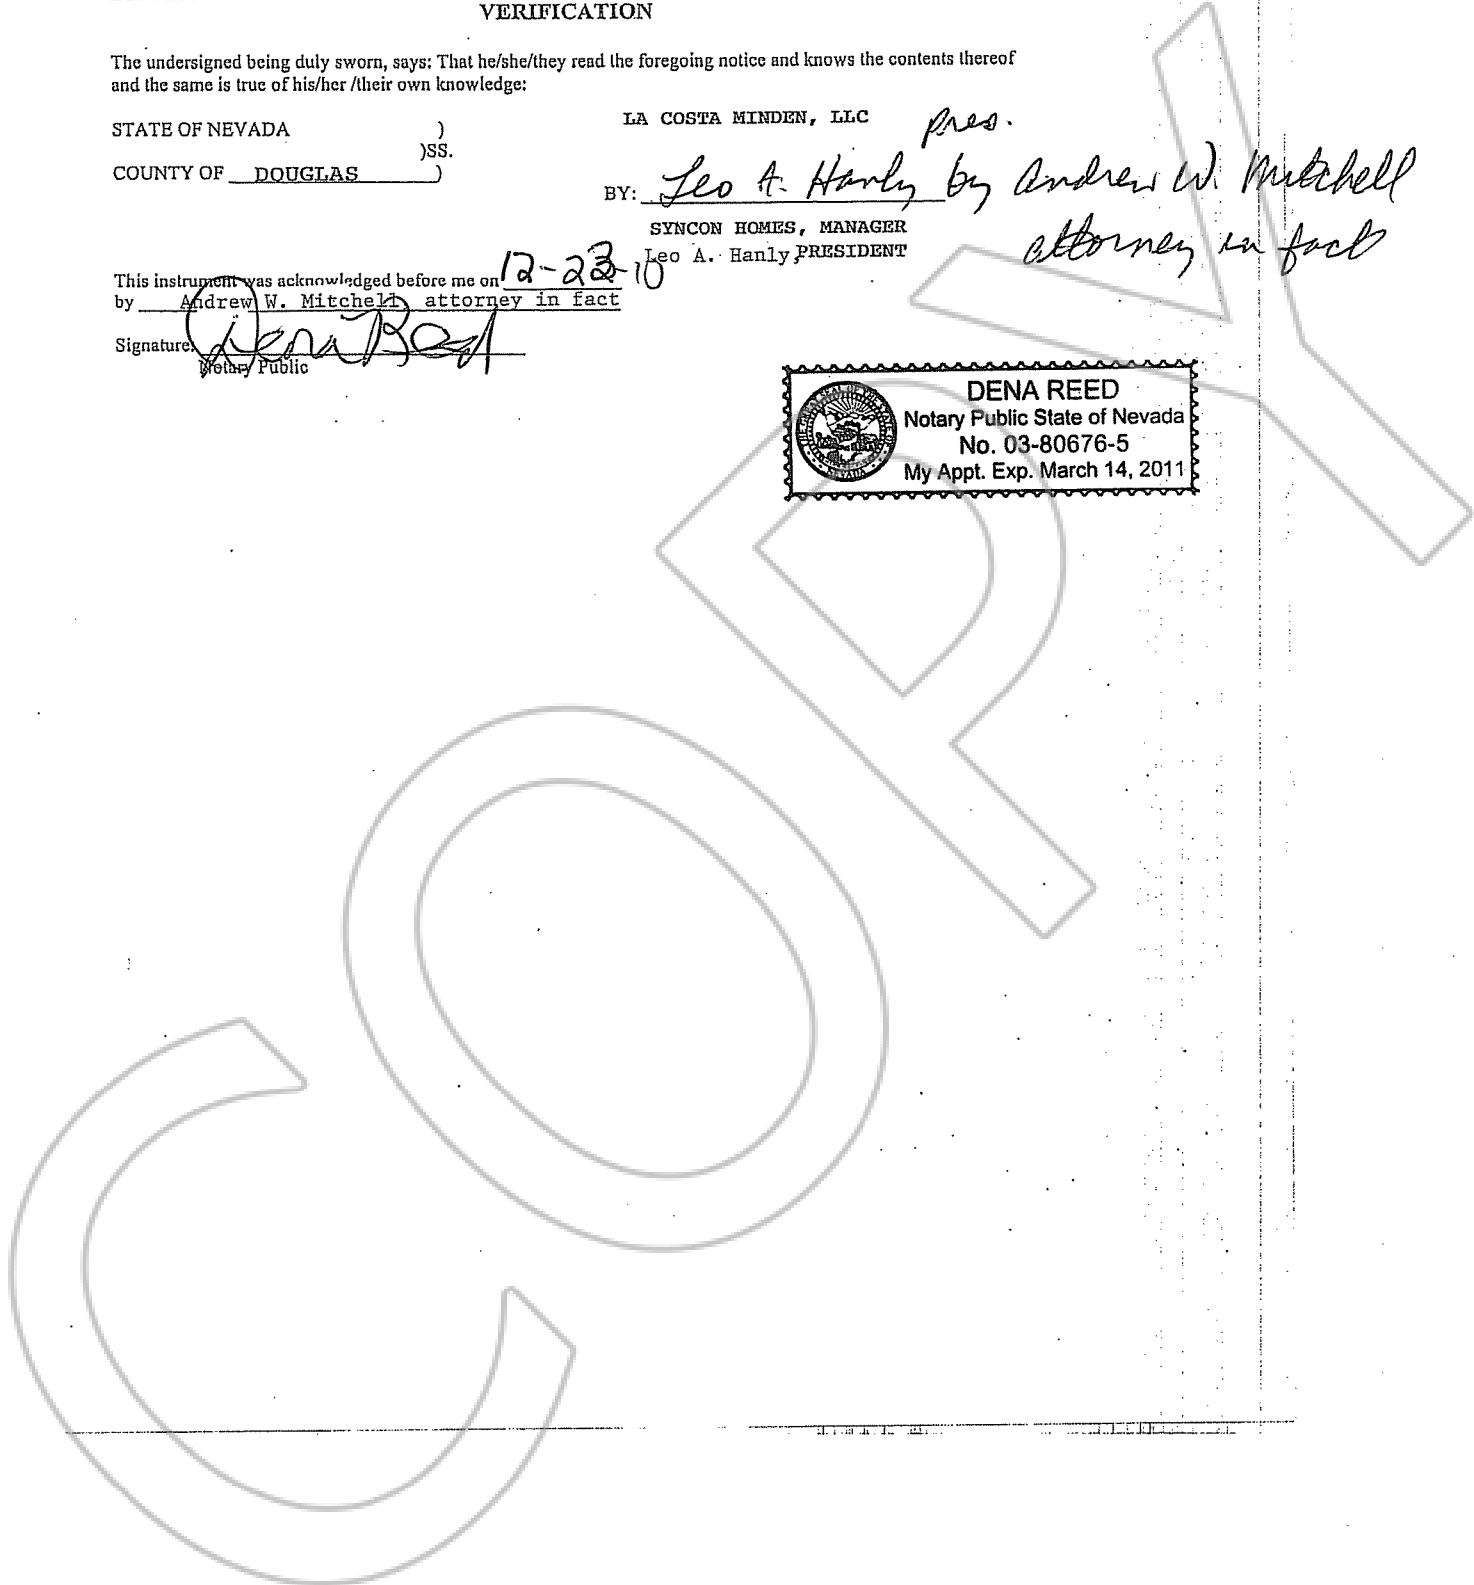 VERIFICATION
The undersigned being duly sworn, says: That he/she/they read the foregoing notice and knows the contents thereof
and the same is true of his/her /their own knowledge:
STATE OF NEVADA )
)SS.
COUNTY OF DOUGLAS )
LA COSTA MINDEN, LLC
pres.
BY: Leo A. Hanly by Andrew W. Mitchell
attorney in fact
SYNCON HOMES, MANAGER
Leo A. Hanly, PRESIDENT
This instrument was acknowledged before me on 12-23-10
by Andrew W. Mitchell, attorney in fact
Signature: Dena Reed
Notary Public
DENA REED
Notary Public State of Nevada
No. 03-80676-5
My Appt. Exp. March 14, 2011
COPY